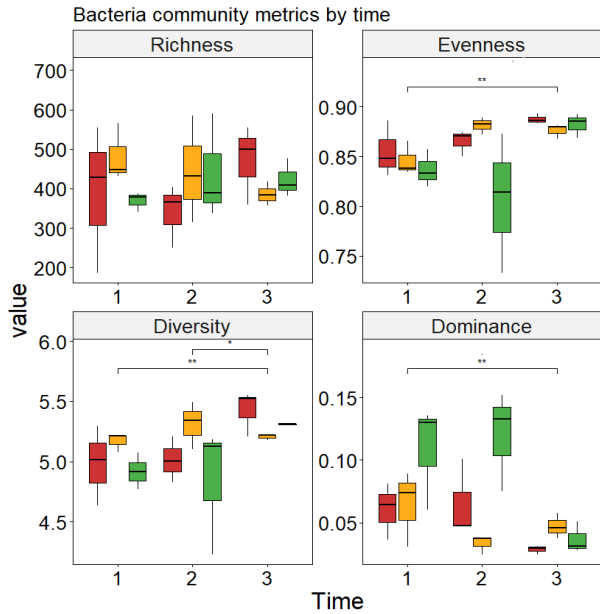 Bacteria community metrics by time
Richness
Evenness
700
600
500
400
300
200
0.90
0.85
0.80
0.75
**
1 2 3
1 2 3
Diversity
Dominance
6.0
5.5
5.0
4.5
*
**
0.15
0.10
0.05
**
1 2 3
1 2 3
value
Time